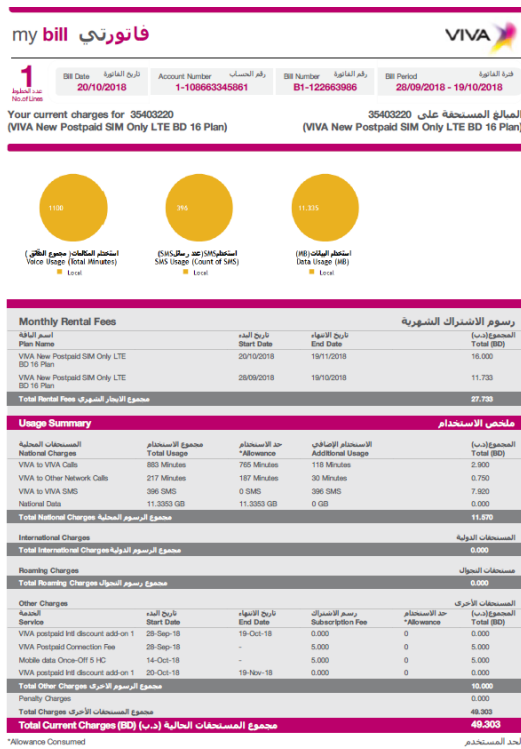 my bill فاتورتي
VIVA
1
عدد الخطوط
No.of Lines
Bill Date تاريخ الفاتورة
20/10/2018
Account Number رقم الحساب
1-108663345861
Bill Number رقم الفاتورة
B1-122663986
Bill Period فترة الفاتورة
28/09/2018 - 19/10/2018
Your current charges for 35403220
(VIVA New Postpaid SIM Only LTE BD 16 Plan)
المبالغ المستحقة على 35403220
(VIVA New Postpaid SIM Only LTE BD 16 Plan)
1100
396
11.335
استخدام المكالمات( مجموع الدقائق )
Voice Usage (Total Minutes)
Local
استخدامSMS(عدد رسائلSMS)
SMS Usage (Count of SMS)
Local
استخدام البيانات(MB)
Data Usage (MB)
Local
Monthly Rental Fees رسوم الاشتراك الشهرية
اسم الباقة تاريخ البدء تاريخ الانتهاء المجموع(د.ب)
Plan Name Start Date End Date Total (BD)
VIVA New Postpaid SIM Only LTE BD 16 Plan 20/10/2018 19/11/2018 16.000
VIVA New Postpaid SIM Only LTE BD 16 Plan 28/09/2018 19/10/2018 11.733
Total Rental Fees مجموع الايجار الشهري 27.733
Usage Summary ملخص الاستخدام
المستحقات المحلية مجموع الاستخدام حد الاستخدام الاستخدام الإضافي المجموع(د.ب)
National Charges Total Usage *Allowance Additional Usage Total (BD)
VIVA to VIVA Calls 883 Minutes 765 Minutes 118 Minutes 2.900
VIVA to Other Network Calls 217 Minutes 187 Minutes 30 Minutes 0.750
VIVA to VIVA SMS 396 SMS 0 SMS 396 SMS 7.920
National Data 11.3353 GB 11.3353 GB 0 GB 0.000
Total National Charges مجموع الرسوم المحلية 11.570
International Charges المستحقات الدولية
Total International Charges مجموع الرسوم الدولية 0.000
Roaming Charges مستحقات التجوال
Total Roaming Charges مجموع رسوم التجوال 0.000
Other Charges المستحقات الأخرى
الخدمة تاريخ البدء تاريخ الانتهاء رسم الاشتراك حد الاستخدام المجموع(د.ب)
Service Start Date End Date Subscription Fee *Allowance Total (BD)
VIVA postpaid Intl discount add-on 1 28-Sep-18 19-Oct-18 0.000 0 0.000
VIVA Postpaid Connection Fee 28-Sep-18 - 5.000 0 5.000
Mobile data Once-Off 5 HC 14-Oct-18 - 5.000 0 5.000
VIVA postpaid Intl discount add-on 1 20-Oct-18 19-Nov-18 0.000 0 0.000
Total Other Charges مجموع الرسوم الاخرى 10.000
Penalty Charges 0.000
Total Charges مجموع المستحقات الأخرى 49.303
Total Current Charges (BD) مجموع المستحقات الحالية (د.ب) 49.303
*Allowance Consumed الحد المستخدم